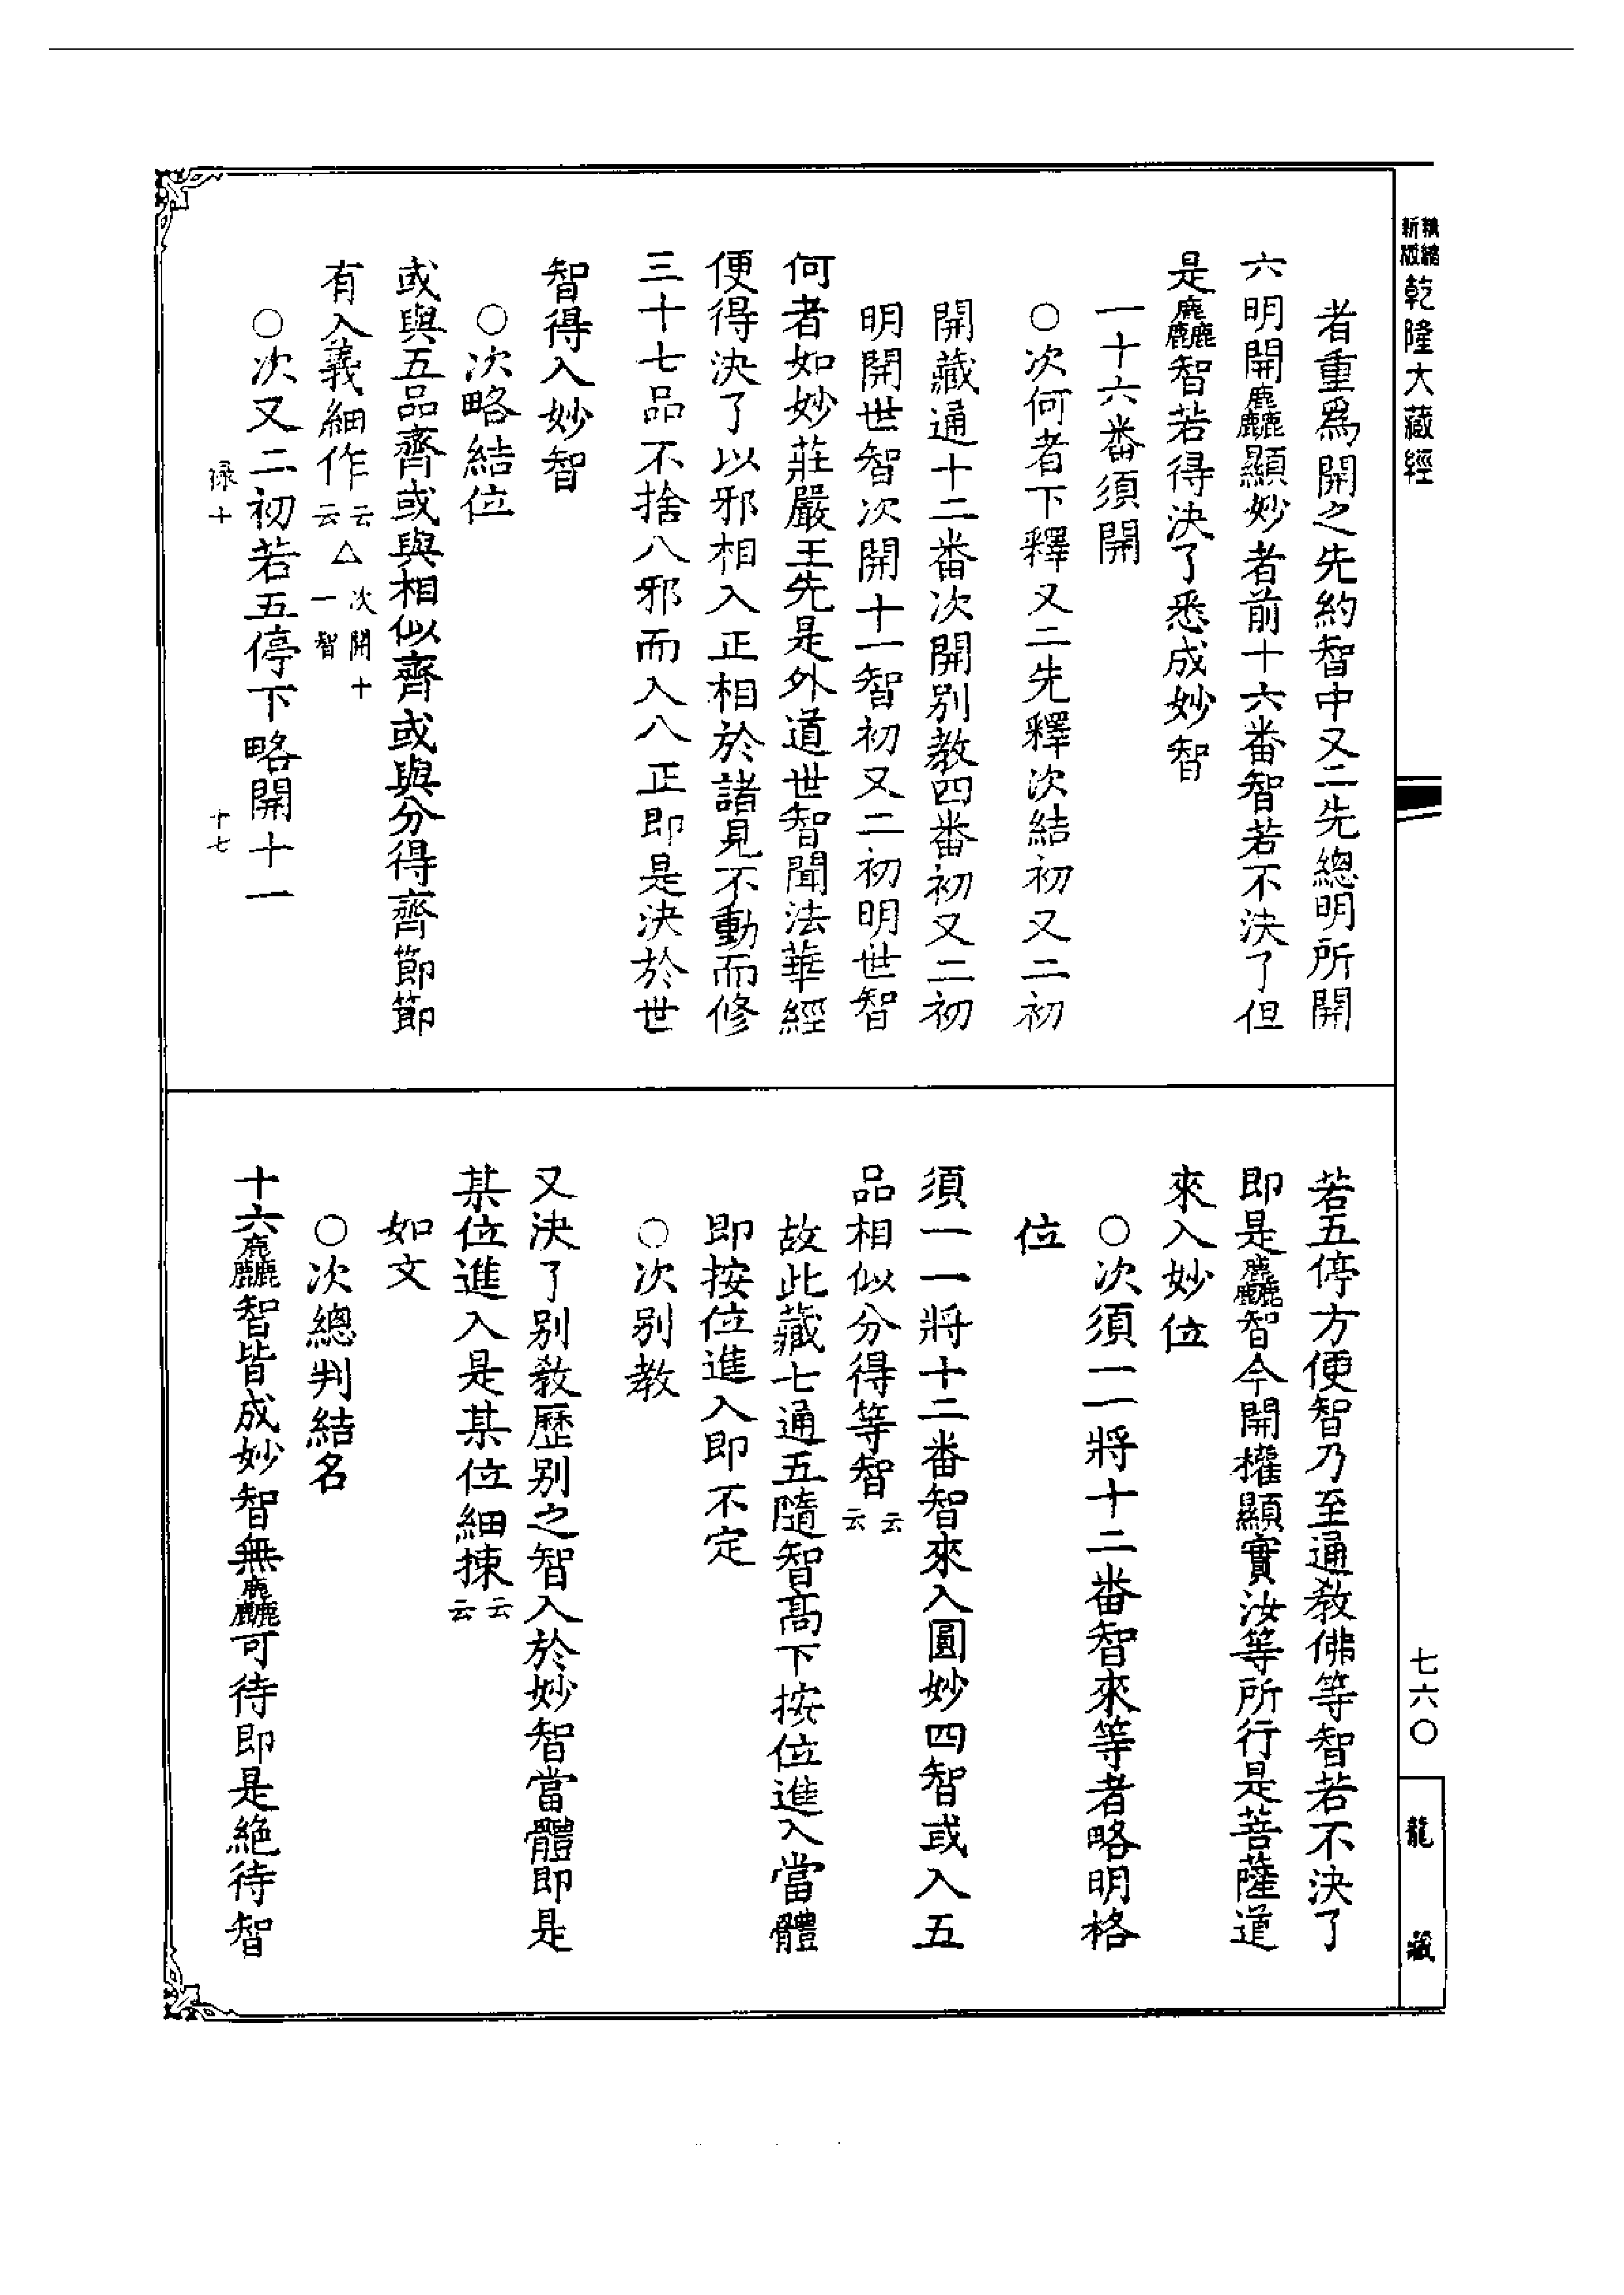 新版
精縮
乾隆大藏經
者重爲開之先約智中又二先總明所開
六明開麤顯妙者前十六番智若不決了但
是麤智若得決了悉成妙智
一十六番須開
○次何者下釋又二先釋次結初又二初
開藏通十二番次開別教四番初又二初
明開世智次開十一智初又二初明世智
何者如妙莊嚴王先是外道世智聞法華經
便得決了以邪相入正相於諸見不動而修
三十七品不捨八邪而入八正即是決於世
智得入妙智
○次略結位
或與五品齊或與相似齊或與分得齊節節
有入義細作云云△次開十一智
○次又二初若五停下略開十一
十七
若五停方便智乃至通教佛等智若不決了
即是麤智今開權顯實汝等所行是菩薩道
來入妙位
○次須一一將十二番智來等者略明格
位
須一一將十二番智來入圓妙四智或入五
品相似分得等智云云
故此藏七通五隨智高下按位進入當體
即按位進入即不定
○次別教
又決了別教歷別之智入於妙智當體即是
某位進入是某位細揀云云
如文
○次總判結名
十六麤智皆成妙智無麤可待即是絕待智
七六○
龍藏